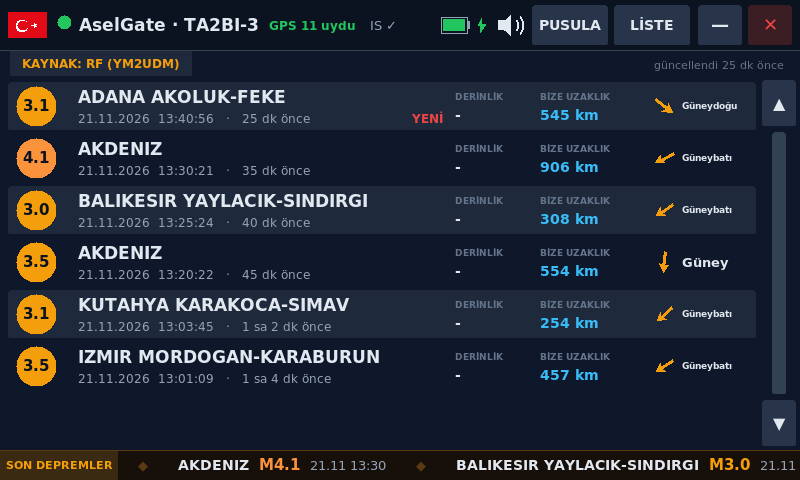 AselGate · TA2BI-3 GPS 11 uydu IS ✓ PUSULA LİSTE — ✕
KAYNAK: RF (YM2UDM) güncellendi 25 dk önce
3.1 ADANA AKOLUK-FEKE DERİNLİK BİZE UZAKLIK
21.11.2026 13:40:56 · 25 dk önce YENİ - 545 km Güneydoğu
4.1 AKDENIZ DERİNLİK BİZE UZAKLIK
21.11.2026 13:30:21 · 35 dk önce - 906 km Güneybatı
3.0 BALIKESIR YAYLACIK-SINDIRGI DERİNLİK BİZE UZAKLIK
21.11.2026 13:25:24 · 40 dk önce - 308 km Güneybatı
3.5 AKDENIZ DERİNLİK BİZE UZAKLIK
21.11.2026 13:20:22 · 45 dk önce - 554 km Güney
3.1 KUTAHYA KARAKOCA-SIMAV DERİNLİK BİZE UZAKLIK
21.11.2026 13:03:45 · 1 sa 2 dk önce - 254 km Güneybatı
3.5 IZMIR MORDOGAN-KARABURUN DERİNLİK BİZE UZAKLIK
21.11.2026 13:01:09 · 1 sa 4 dk önce - 457 km Güneybatı
SON DEPREMLER ◆ AKDENIZ M4.1 21.11 13:30 ◆ BALIKESIR YAYLACIK-SINDIRGI M3.0 21.11